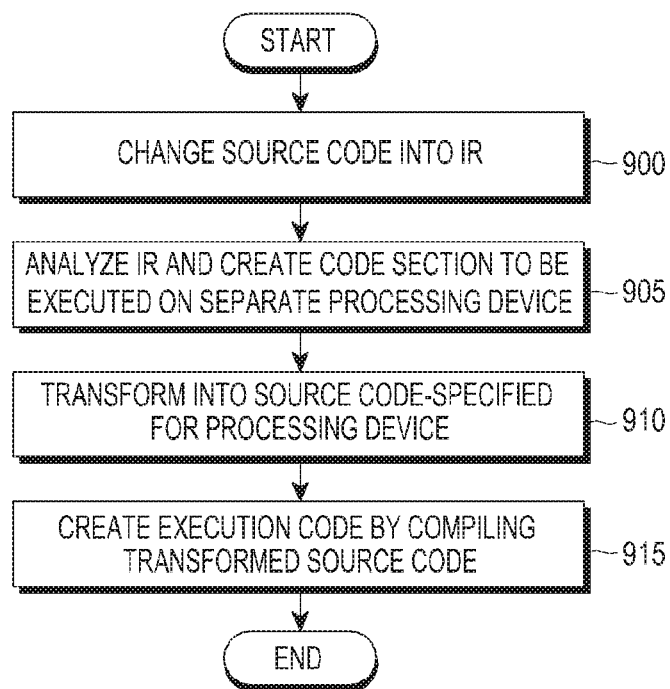 START
CHANGE SOURCE CODE INTO IR
900
ANALYZE IR AND CREATE CODE SECTION TO BE
EXECUTED ON SEPARATE PROCESSING DEVICE
905
TRANSFORM INTO SOURCE CODE-SPECIFIED
FOR PROCESSING DEVICE
910
CREATE EXECUTION CODE BY COMPILING
TRANSFORMED SOURCE CODE
915
END